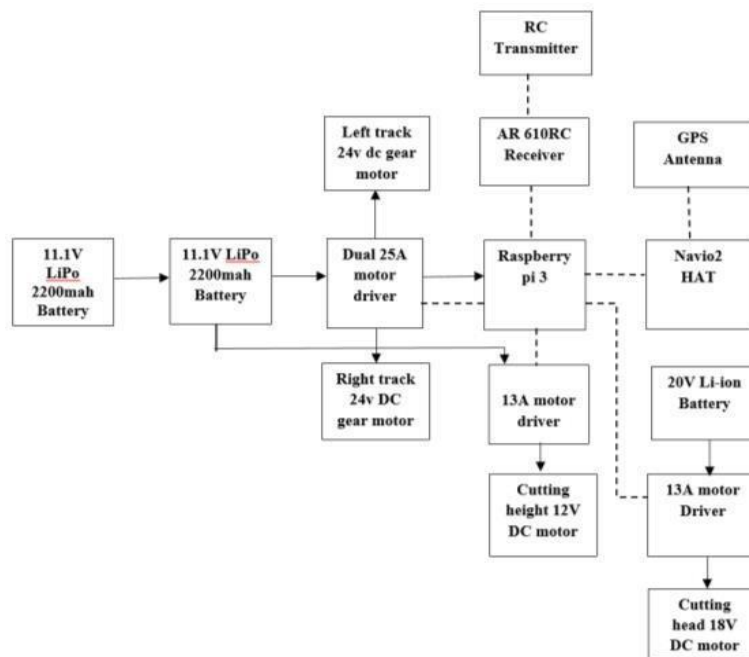 RC
Transmitter
Left track
24v dc gear
motor
AR 610RC
Receiver
GPS
Antenna
11.1V
LiPo
2200mah
Battery
11.1V LiPo
2200mah
Battery
Dual 25A
motor
driver
Raspberry
pi 3
Navio2
HAT
Right track
24v DC
gear motor
13A motor
driver
20V Li-ion
Battery
Cutting
height 12V
DC motor
13A motor
Driver
Cutting
head 18V
DC motor